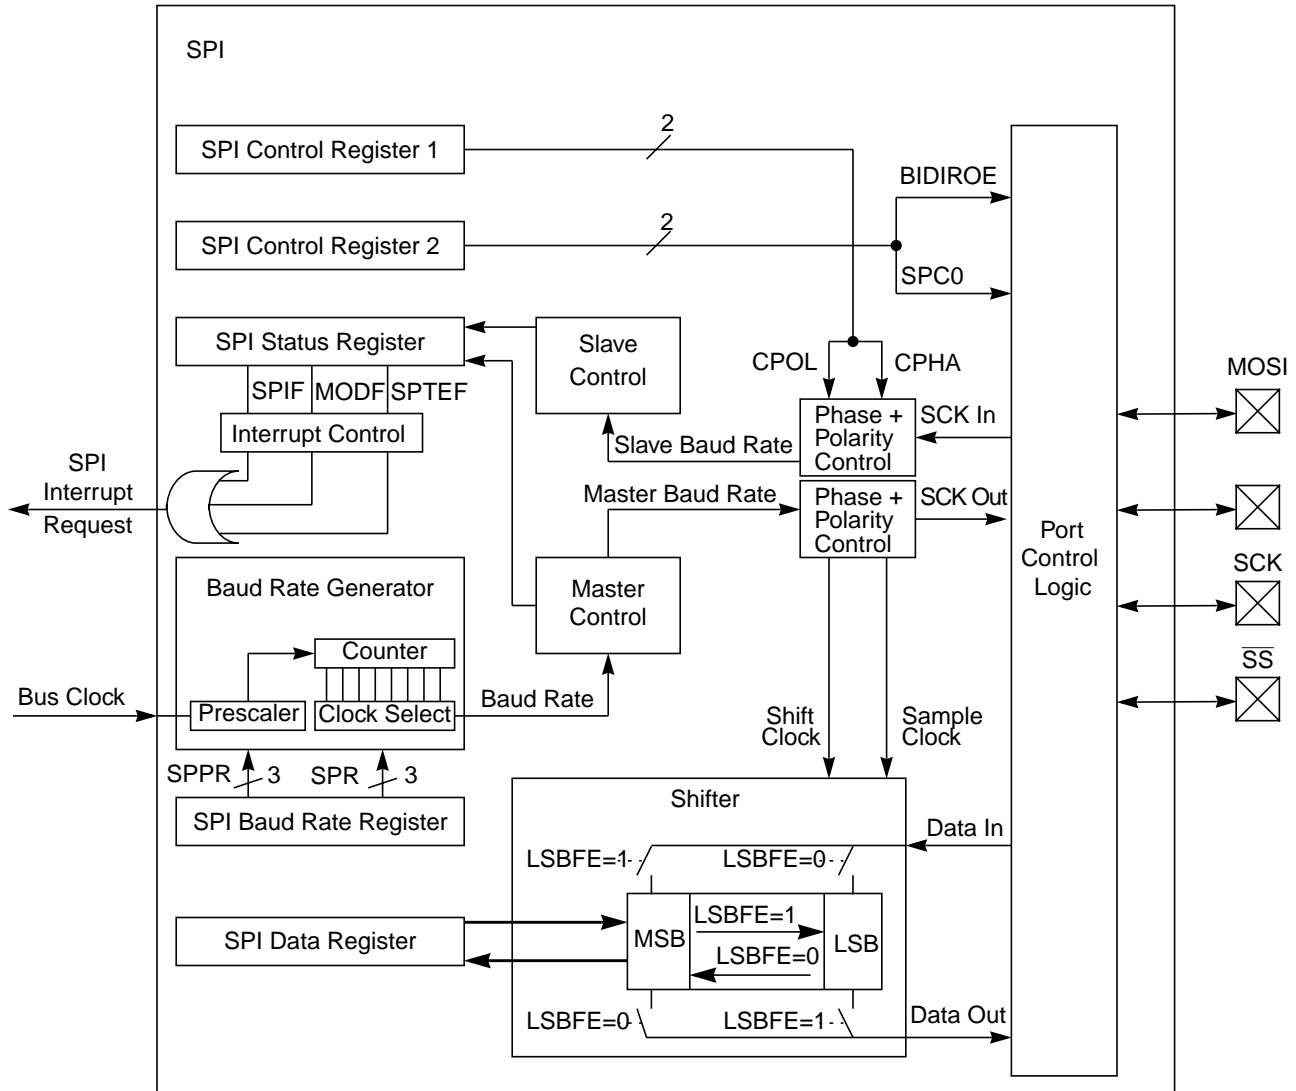 SPI
SPI Control Register 1
2
BIDIROE
SPI Control Register 2
2
SPC0
SPI Status Register
Slave
Control
CPOL
CPHA
MOSI
SPIF
MODF
SPTEF
Interrupt Control
Phase +
Polarity
Control
SCK In
Slave Baud Rate
SPI
Interrupt
Request
Master Baud Rate
Phase +
Polarity
Control
SCK Out
Port
Control
Logic
SCK
Baud Rate Generator
Master
Control
Counter
SS
Bus Clock
Prescaler
Clock Select
Baud Rate
Shift
Clock
Sample
Clock
SPPR
3
SPR
3
SPI Baud Rate Register
Shifter
Data In
LSBFE=1
LSBFE=0
SPI Data Register
MSB
LSBFE=1
LSBFE=0
LSB
LSBFE=0
LSBFE=1
Data Out